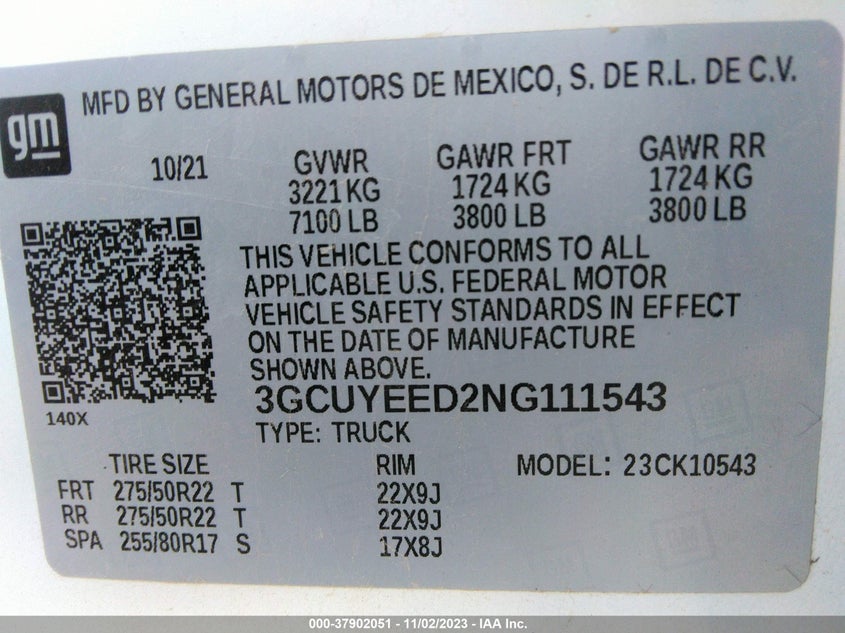 gm
MFD BY GENERAL MOTORS DE MEXICO, S. DE R.L. DE C.V.
10/21 GVWR GAWR FRT GAWR RR
3221 KG 1724 KG 1724 KG
7100 LB 3800 LB 3800 LB
THIS VEHICLE CONFORMS TO ALL
APPLICABLE U.S. FEDERAL MOTOR
VEHICLE SAFETY STANDARDS IN EFFECT
ON THE DATE OF MANUFACTURE
SHOWN ABOVE.
3GCUYEED2NG111543
140X
TYPE: TRUCK
TIRE SIZE RIM MODEL: 23CK10543
FRT 275/50R22 T 22X9J
RR 275/50R22 T 22X9J
SPA 255/80R17 S 17X8J
000-37902051 - 11/02/2023 - IAA Inc.